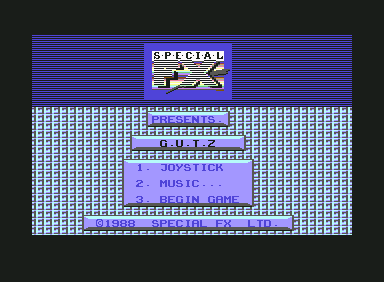 SPECIAL
FX
PRESENTS.
G.U.T.Z
1. JOYSTICK
2. MUSIC...
3. BEGIN GAME
©1988 SPECIAL FX LTD.